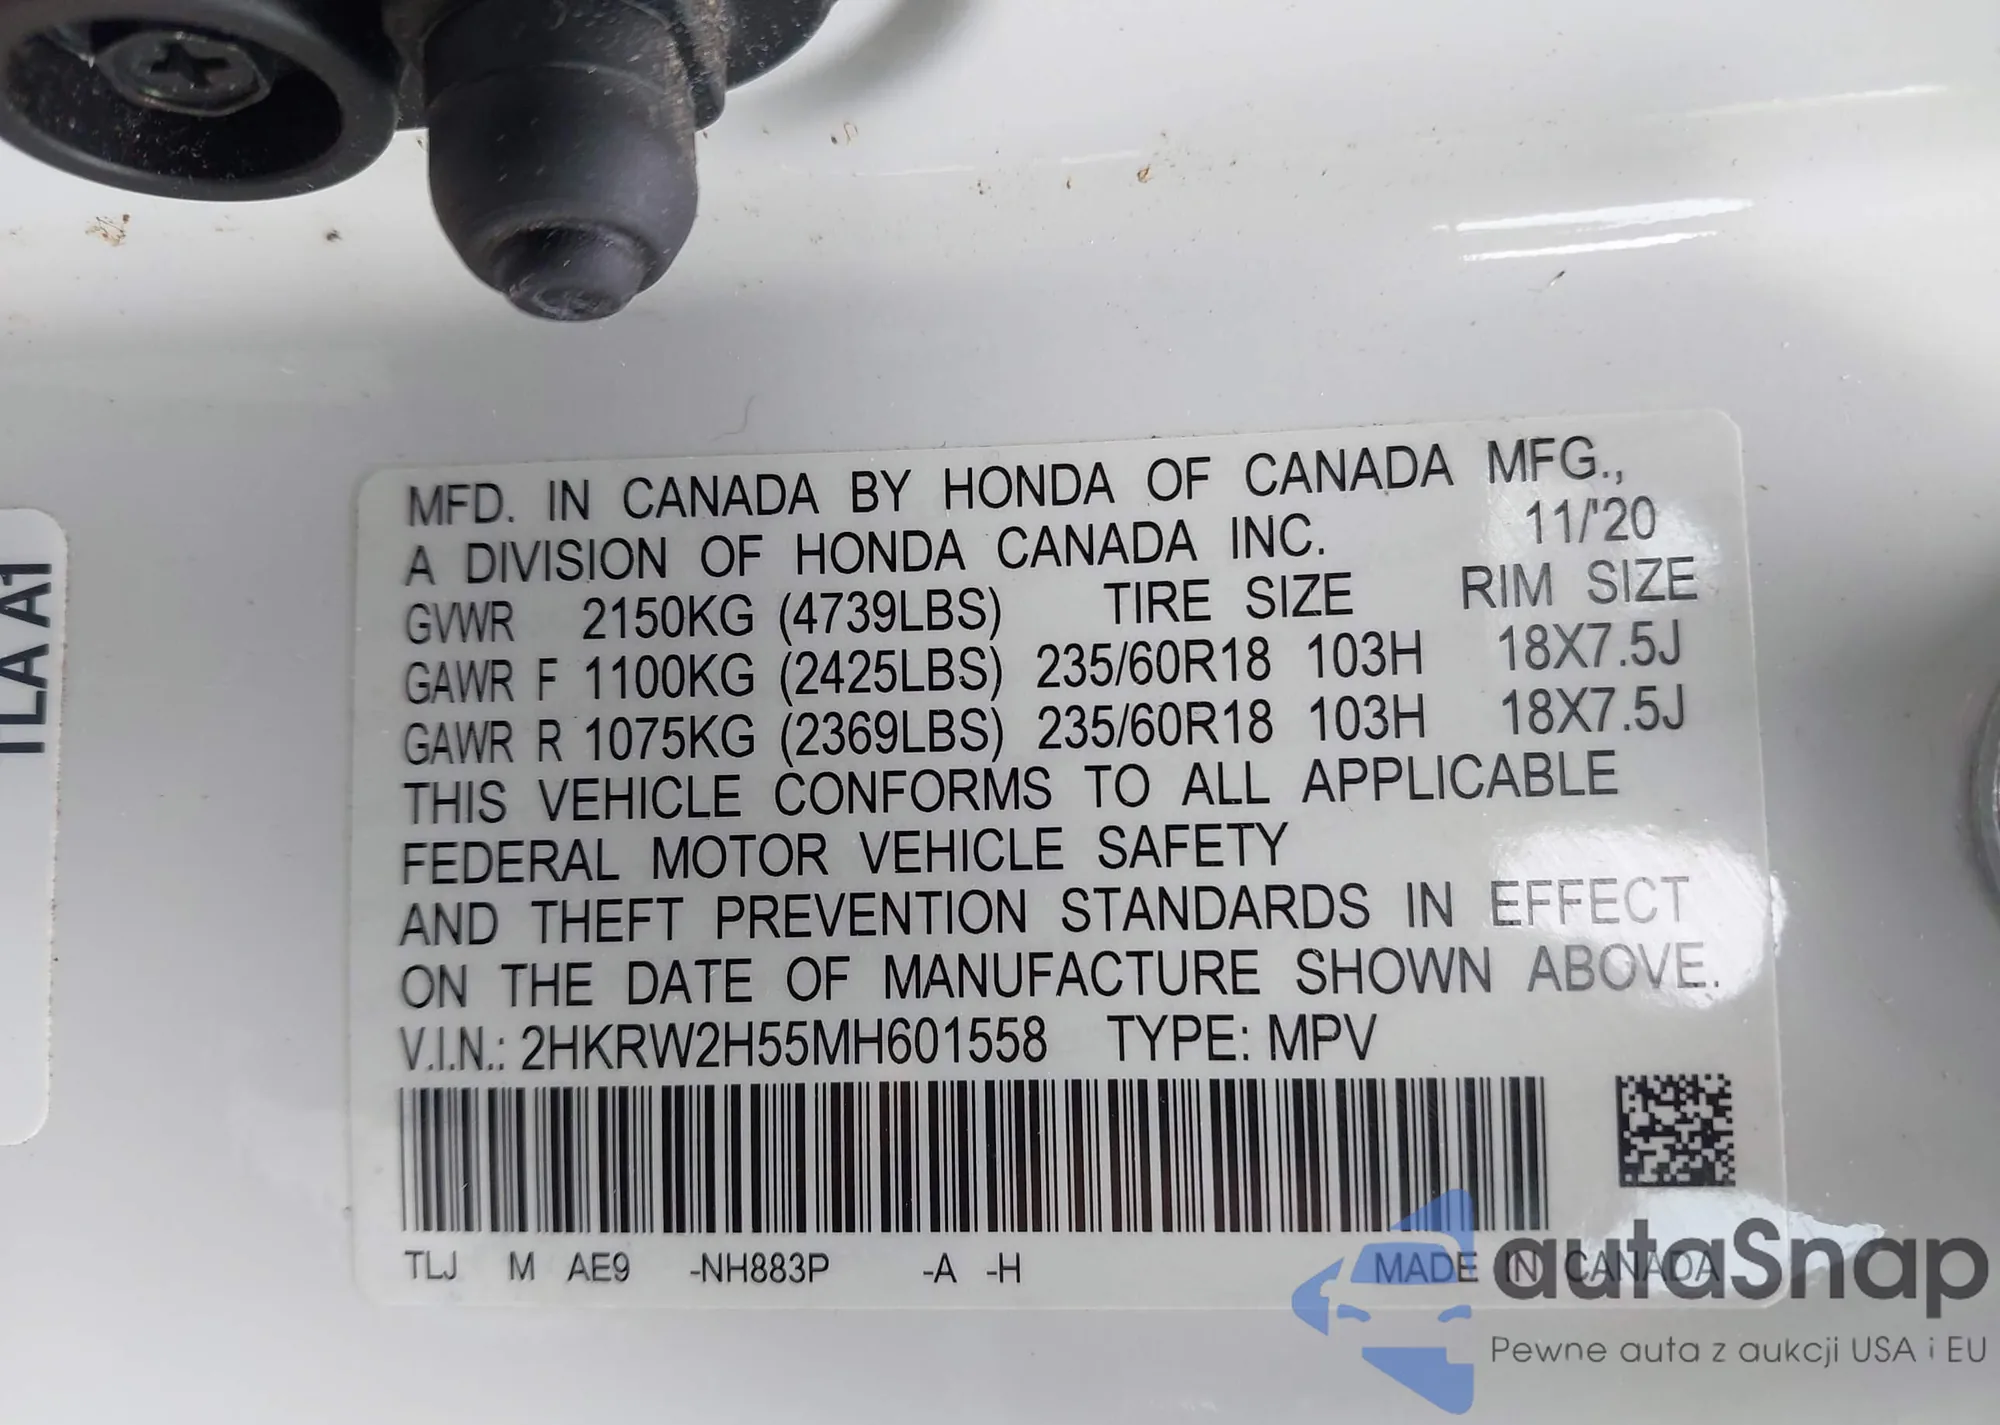 MFD. IN CANADA BY HONDA OF CANADA MFG.,
A DIVISION OF HONDA CANADA INC. 11/'20
GVWR 2150KG (4739LBS) TIRE SIZE RIM SIZE
GAWR F 1100KG (2425LBS) 235/60R18 103H 18X7.5J
GAWR R 1075KG (2369LBS) 235/60R18 103H 18X7.5J
THIS VEHICLE CONFORMS TO ALL APPLICABLE
FEDERAL MOTOR VEHICLE SAFETY
AND THEFT PREVENTION STANDARDS IN EFFECT
ON THE DATE OF MANUFACTURE SHOWN ABOVE.
V.I.N.: 2HKRW2H55MH601558 TYPE: MPV
TLJ M AE9 -NH883P -A -H MADE IN CANADA
TLA A1
autaSnap
Pewne auta z aukcji USA i EU